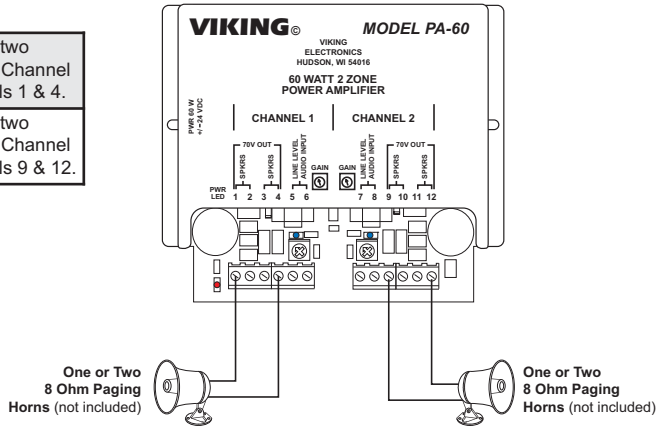 two
Channel
ls 1 & 4.
two
Channel
ls 9 & 12.
VIKING©
MODEL PA-60
VIKING
ELECTRONICS
HUDSON, WI 54016
60 WATT 2 ZONE
POWER AMPLIFIER
PWR 60 W
+/–24 VDC
CHANNEL 1
CHANNEL 2
70V OUT
70V OUT
SPKRS
SPKRS
LINE LEVEL
AUDIO INPUT
GAIN
GAIN
LINE LEVEL
AUDIO INPUT
SPKRS
SPKRS
PWR
LED
1 2 3 4 5 6 7 8 9 10 11 12
One or Two
8 Ohm Paging
Horns (not included)
One or Two
8 Ohm Paging
Horns (not included)